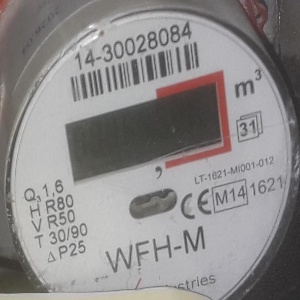 14-30028084
m³
31
,
LT-1621-MI001-012
CE M14 1621
Q₃ 1,6
H R80
V R50
T 30/90
Δ P25
WFH-M